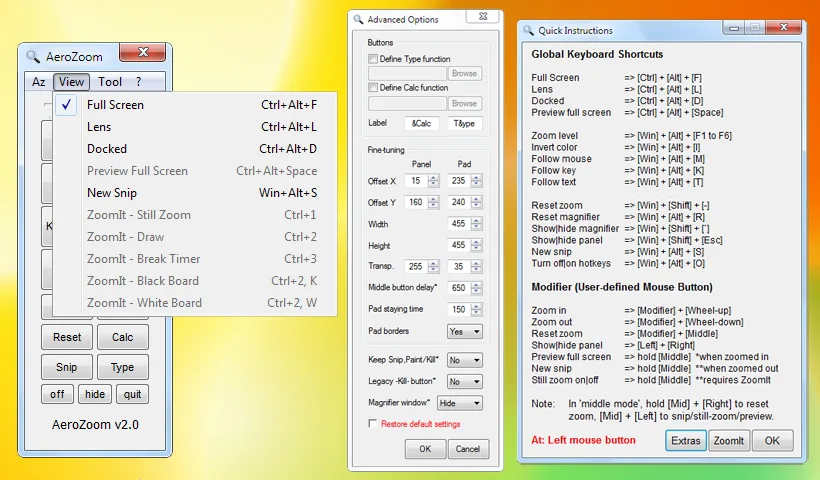 AeroZoom
Az View Tool ?
Full Screen Ctrl+Alt+F
Lens Ctrl+Alt+L
Docked Ctrl+Alt+D
Preview Full Screen Ctrl+Alt+Space
New Snip Win+Alt+S
ZoomIt - Still Zoom Ctrl+1
ZoomIt - Draw Ctrl+2
ZoomIt - Break Timer Ctrl+3
ZoomIt - Black Board Ctrl+2, K
ZoomIt - White Board Ctrl+2, W
K
Reset Calc
Snip Type
off hide quit
AeroZoom v2.0
Advanced Options
Buttons
Define Type function
Browse
Define Calc function
Browse
Label &Calc T&ype
Fine-tuning
Panel Pad
Offset X 15 235
Offset Y 160 240
Width 455
Height 455
Transp. 255 35
Middle button delay* 650
Pad staying time 150
Pad borders Yes
Keep Snip,Paint/Kill* No
Legacy -Kill- button* No
Magnifier window* Hide
Restore default settings
OK Cancel
Quick Instructions
Global Keyboard Shortcuts
Full Screen => [Ctrl] + [Alt] + [F]
Lens => [Ctrl] + [Alt] + [L]
Docked => [Ctrl] + [Alt] + [D]
Preview full screen => [Ctrl] + [Alt] + [Space]
Zoom level => [Win] + [Alt] + [F1 to F6]
Invert color => [Win] + [Alt] + [I]
Follow mouse => [Win] + [Alt] + [M]
Follow key => [Win] + [Alt] + [K]
Follow text => [Win] + [Alt] + [T]
Reset zoom => [Win] + [Shift] + [-]
Reset magnifier => [Win] + [Alt] + [R]
Show|hide magnifier => [Win] + [Shift] + [`]
Show|hide panel => [Win] + [Shift] + [Esc]
New snip => [Win] + [Alt] + [S]
Turn off|on hotkeys => [Win] + [Alt] + [O]
Modifier (User-defined Mouse Button)
Zoom in => [Modifier] + [Wheel-up]
Zoom out => [Modifier] + [Wheel-down]
Reset zoom => [Modifier] + [Middle]
Show|hide panel => [Left] + [Right]
Preview full screen => hold [Middle] *when zoomed in
New snip => hold [Middle] **when zoomed out
Still zoom on|off => hold [Middle] **requires ZoomIt
Note: In 'middle mode', hold [Mid] + [Right] to reset
zoom, [Mid] + [Left] to snip/still-zoom/preview.
At: Left mouse button Extras ZoomIt OK